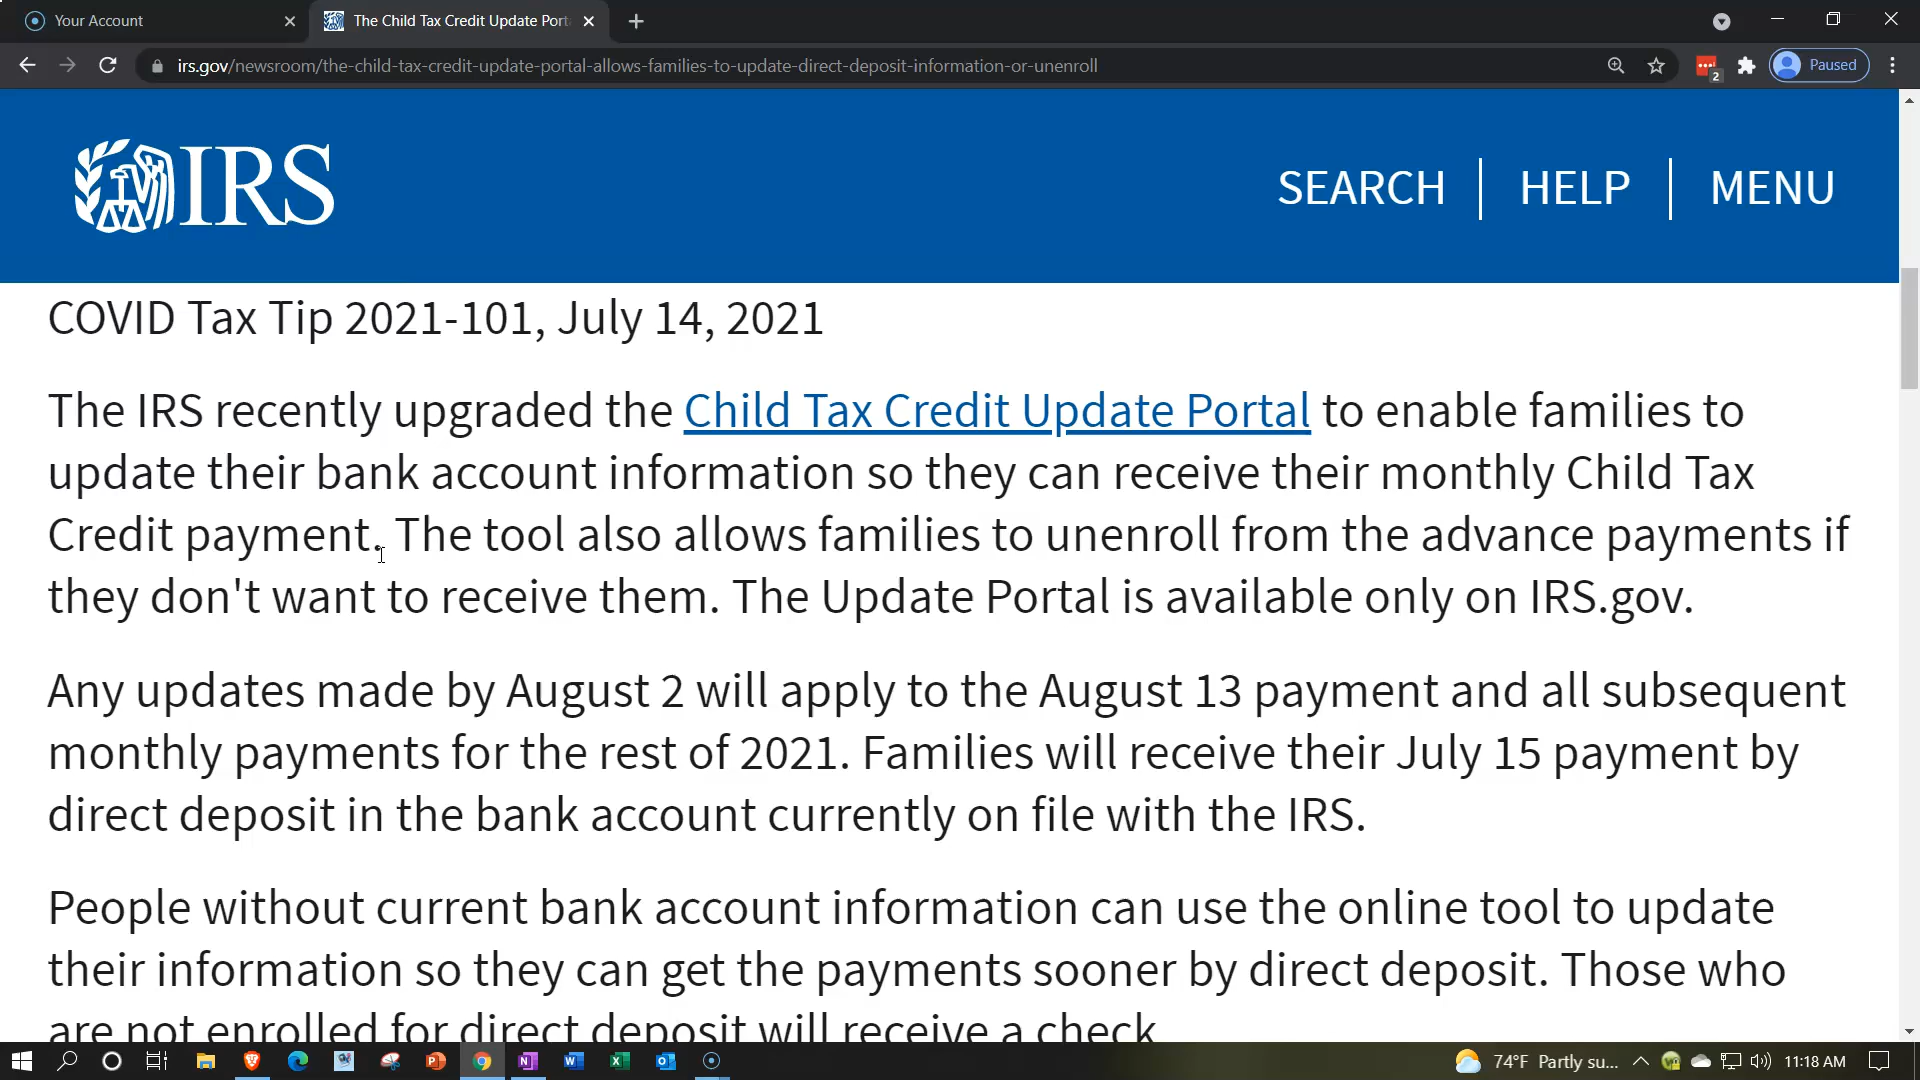 Your Account
The Child Tax Credit Update Port
irs.gov/newsroom/the-child-tax-credit-update-portal-allows-families-to-update-direct-deposit-information-or-unenroll
2
Paused
IRS
SEARCH
HELP
MENU
COVID Tax Tip 2021-101, July 14, 2021
The IRS recently upgraded the Child Tax Credit Update Portal to enable families to
update their bank account information so they can receive their monthly Child Tax
Credit payment. The tool also allows families to unenroll from the advance payments if
they don't want to receive them. The Update Portal is available only on IRS.gov.
Any updates made by August 2 will apply to the August 13 payment and all subsequent
monthly payments for the rest of 2021. Families will receive their July 15 payment by
direct deposit in the bank account currently on file with the IRS.
People without current bank account information can use the online tool to update
their information so they can get the payments sooner by direct deposit. Those who
are not enrolled for direct deposit will receive a check
74°F Partly su...
11:18 AM